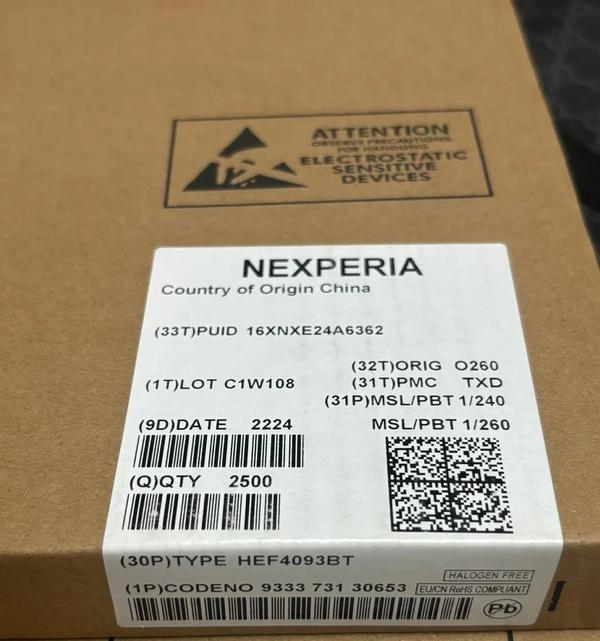 ATTENTION
OBSERVE PRECAUTIONS
FOR HANDLING
ELECTROSTATIC
SENSITIVE
DEVICES
NEXPERIA
Country of Origin China
(33T)PUID 16XNXE24A6362
(32T)ORIG O260
(1T)LOT C1W108
(31T)PMC TXD
(31P)MSL/PBT 1/240
(9D)DATE 2224
MSL/PBT 1/260
(Q)QTY 2500
(30P)TYPE HEF4093BT
HALOGEN FREE
(1P)CODENO 9333 731 30653
EU/CN RoHS COMPLIANT
Pb